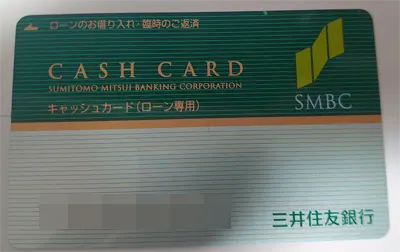 ローンのお借り入れ・臨時のご返済
CASH CARD
SUMITOMO MITSUI BANKING CORPORATION
キャッシュカード(ローン専用)
SMBC
三井住友銀行